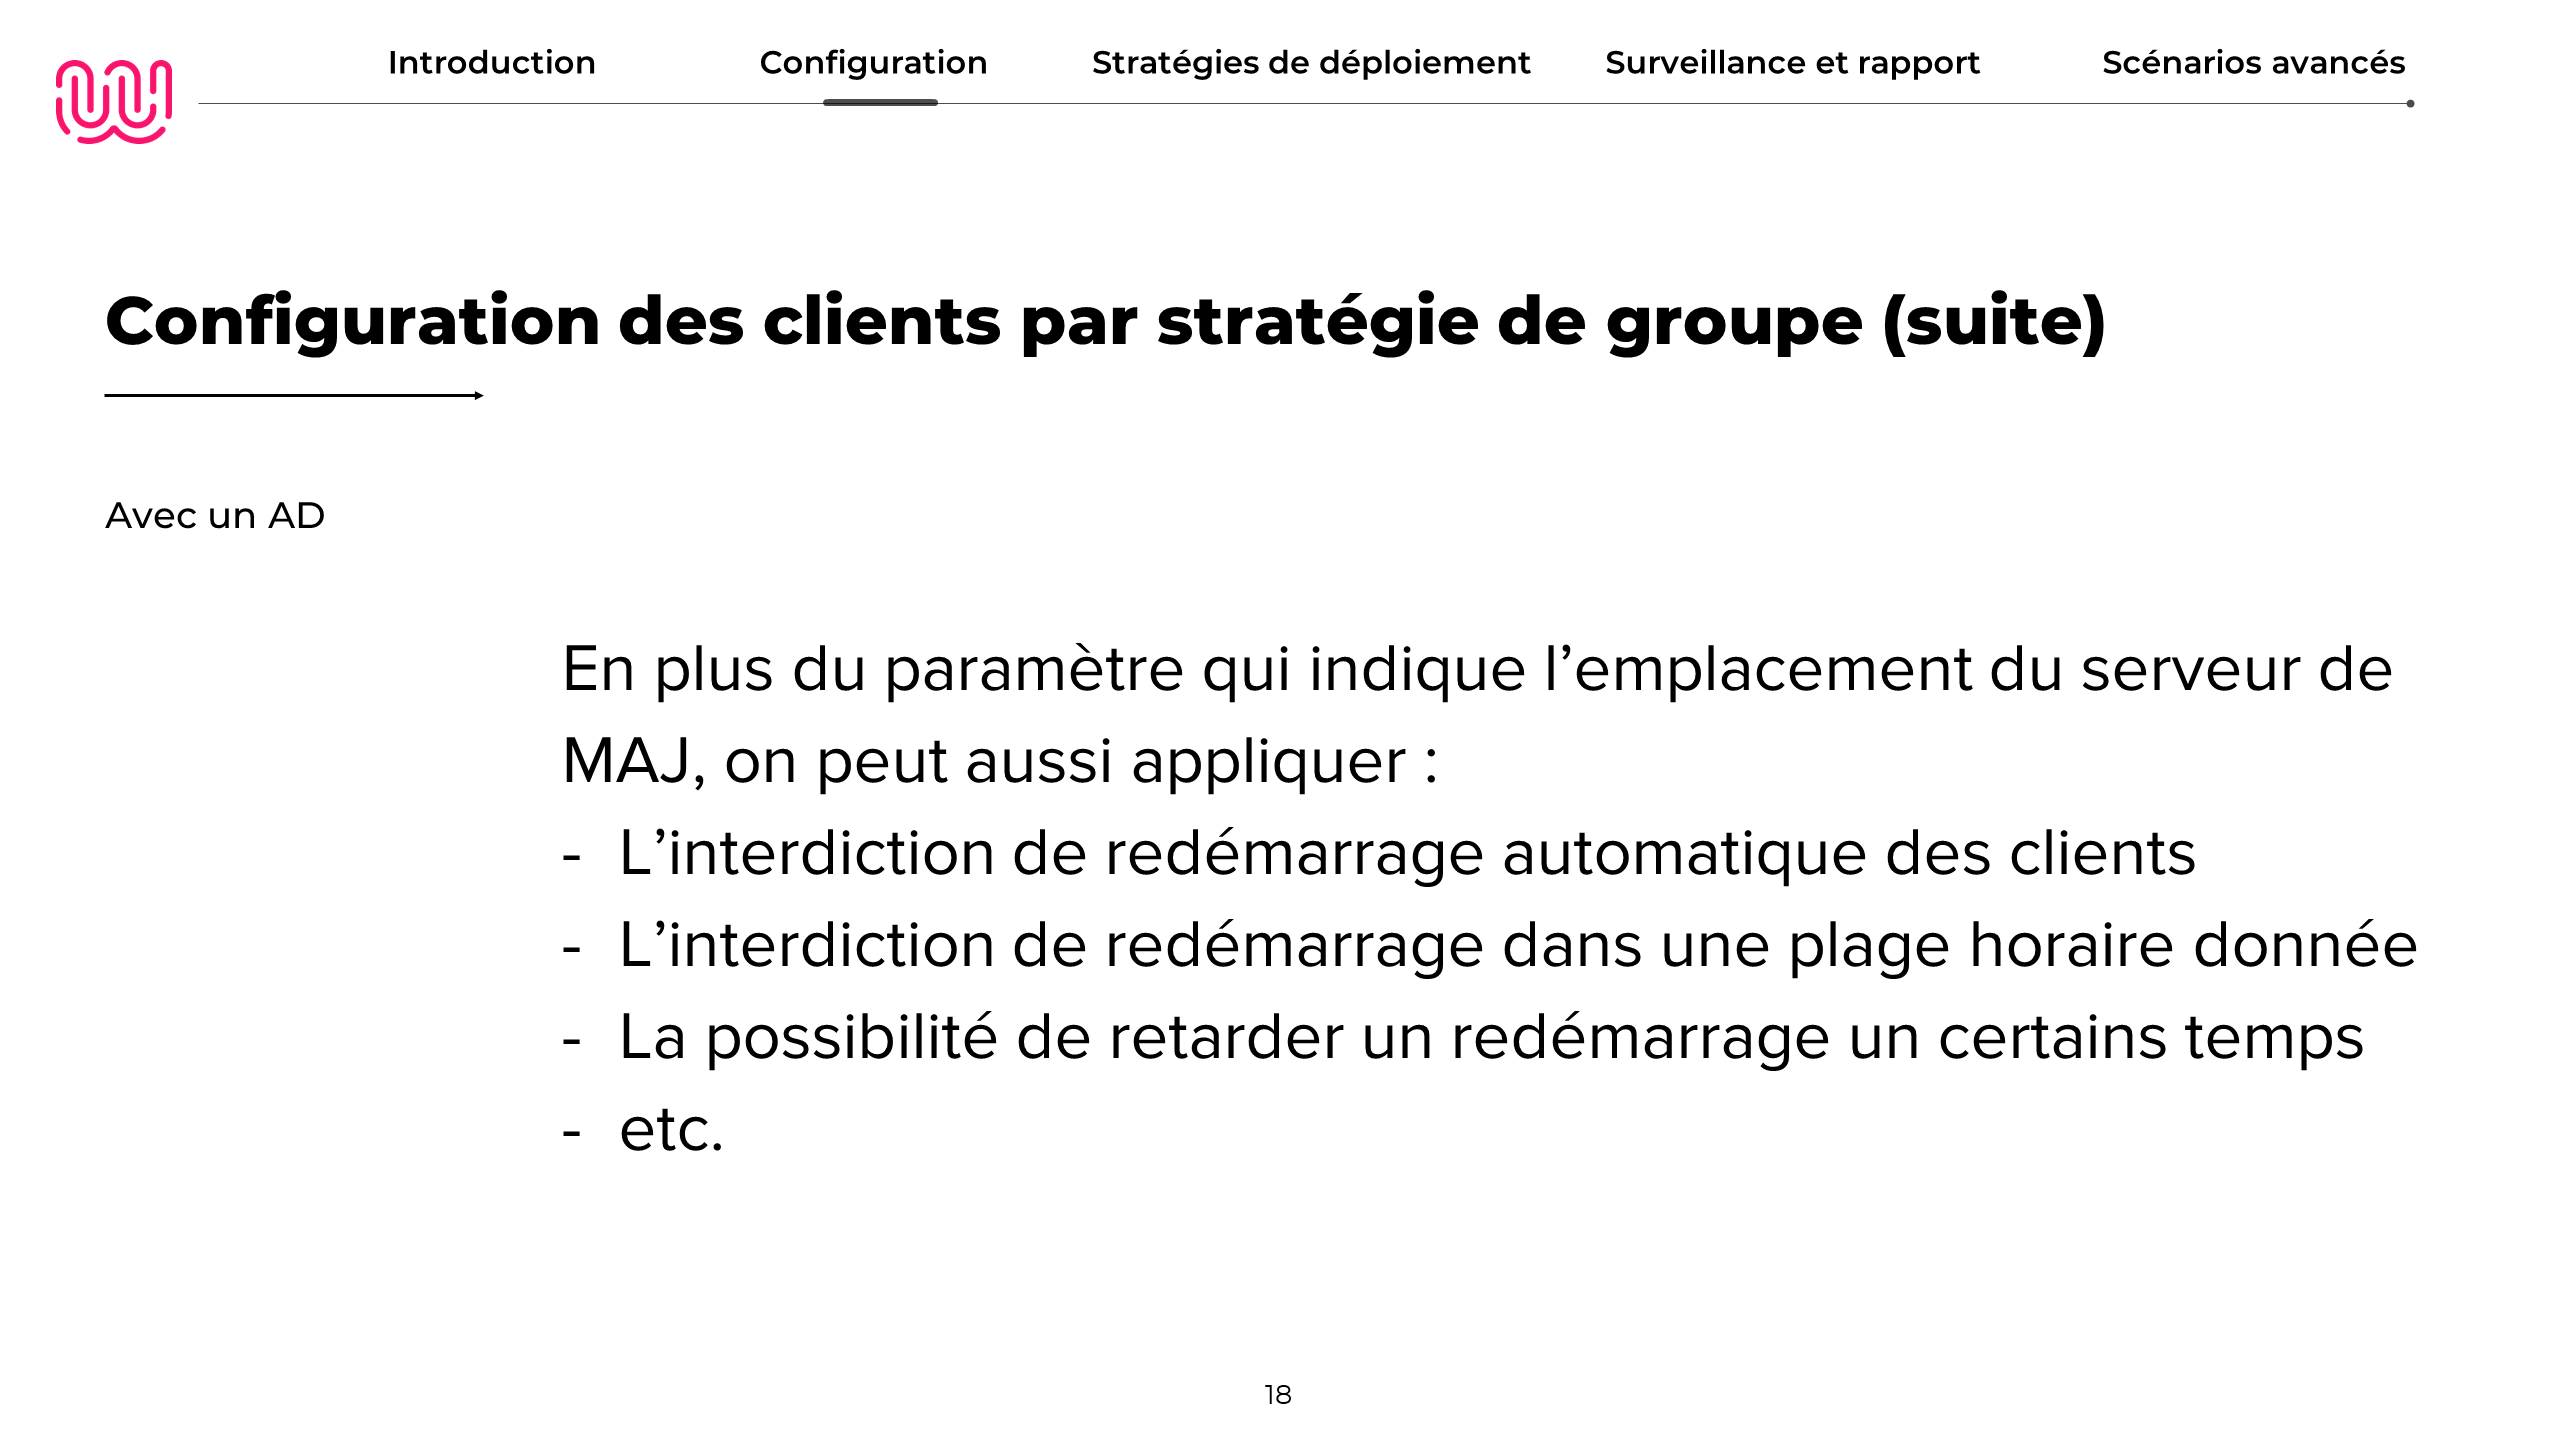 Introduction
Configuration
Stratégies de déploiement
Surveillance et rapport
Scénarios avancés
Configuration des clients par stratégie de groupe (suite)
Avec un AD
En plus du paramètre qui indique l’emplacement du serveur de
MAJ, on peut aussi appliquer :
- L’interdiction de redémarrage automatique des clients
- L’interdiction de redémarrage dans une plage horaire donnée
- La possibilité de retarder un redémarrage un certains temps
- etc.
18